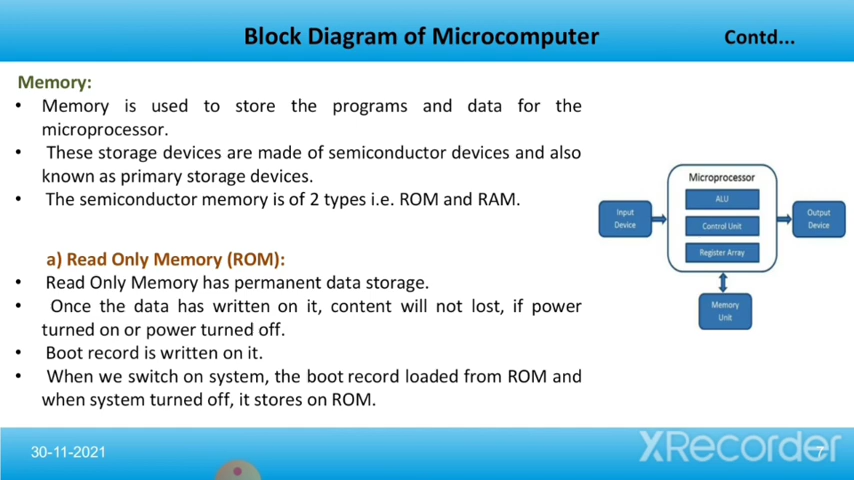 Block Diagram of Microcomputer
Contd...
Memory:
• Memory is used to store the programs and data for the
microprocessor.
• These storage devices are made of semiconductor devices and also
known as primary storage devices.
• The semiconductor memory is of 2 types i.e. ROM and RAM.
a) Read Only Memory (ROM):
• Read Only Memory has permanent data storage.
• Once the data has written on it, content will not lost, if power
turned on or power turned off.
• Boot record is written on it.
• When we switch on system, the boot record loaded from ROM and
when system turned off, it stores on ROM.
Microprocessor
ALU
Control Unit
Register Array
Input
Device
Output
Device
Memory
Unit
30-11-2021
7
XRecorder